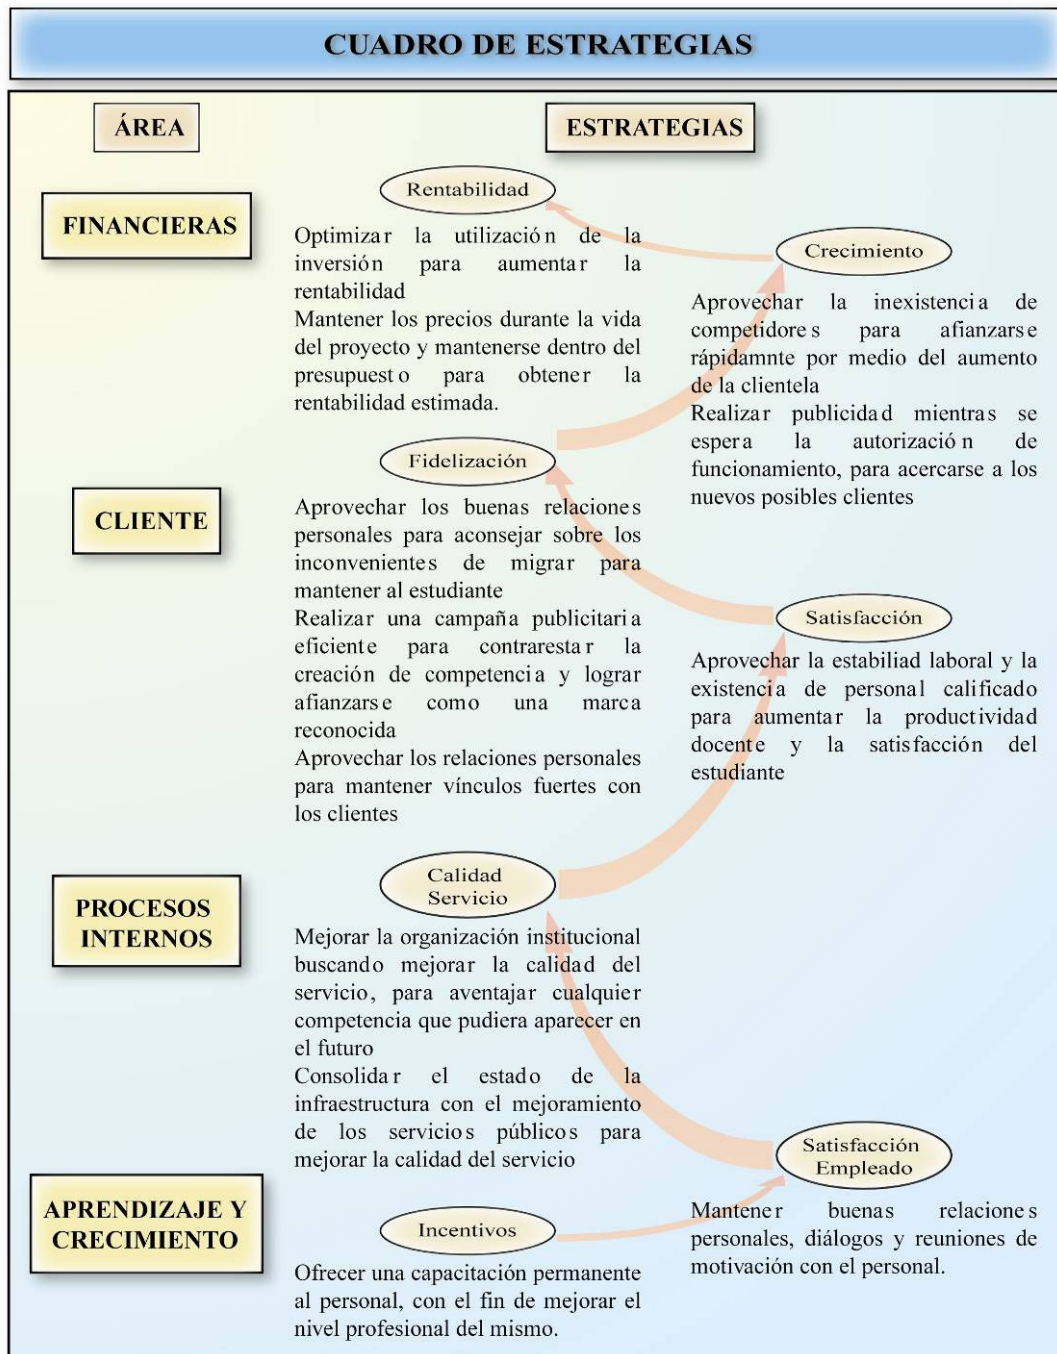 CUADRO DE ESTRATEGIAS
ÁREA
ESTRATEGIAS
FINANCIERAS
Rentabilidad
Optimizar la utilización de la
inversión para aumentar la
rentabilidad
Mantener los precios durante la vida
del proyecto y mantenerse dentro del
presupuesto para obtener la
rentabilidad estimada.
Crecimiento
Aprovechar la inexistencia de
competidores para afianzarse
rápidamnte por medio del aumento
de la clientela
Realizar publicidad mientras se
espera la autorización de
funcionamiento, para acercarse a los
nuevos posibles clientes
CLIENTE
Fidelización
Aprovechar los buenas relaciones
personales para aconsejar sobre los
inconvenientes de migrar para
mantener al estudiante
Realizar una campaña publicitaria
eficiente para contrarestar la
creación de competencia y lograr
afianzarse como una marca
reconocida
Aprovechar los relaciones personales
para mantener vínculos fuertes con
los clientes
Satisfacción
Aprovechar la estabiliad laboral y la
existencia de personal calificado
para aumentar la productividad
docente y la satisfacción del
estudiante
PROCESOS
INTERNOS
Calidad
Servicio
Mejorar la organización institucional
buscando mejorar la calidad del
servicio, para aventajar cualquier
competencia que pudiera aparecer en
el futuro
Consolidar el estado de la
infraestructura con el mejoramiento
de los servicios públicos para
mejorar la calidad del servicio
APRENDIZAJE Y
CRECIMIENTO
Incentivos
Ofrecer una capacitación permanente
al personal, con el fin de mejorar el
nivel profesional del mismo.
Satisfacción
Empleado
Mantener buenas relaciones
personales, diálogos y reuniones de
motivación con el personal.